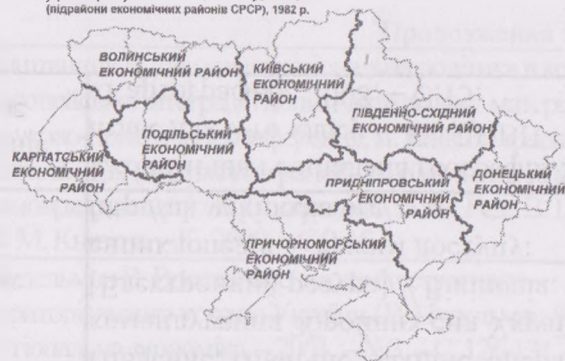 (підрайони економічних районів СРСР), 1982 р.
ВОЛИНСЬКИЙ
ЕКОНОМІЧНИЙ РАЙОН
КИЇВСЬКИЙ
ЕКОНОМІЧНИЙ
РАЙОН
ПІВДЕННО-СХІДНИЙ
ЕКОНОМІЧНИЙ РАЙОН
ПОДІЛЬСЬКИЙ
ЕКОНОМІЧНИЙ
РАЙОН
КАРПАТСЬКИЙ
ЕКОНОМІЧНИЙ
РАЙОН
ДОНЕЦЬКИЙ
ЕКОНОМІЧНИЙ
РАЙОН
ПРИДНІПРОВСЬКИЙ
ЕКОНОМІЧНИЙ
РАЙОН
ПРИЧОРНОМОРСЬКИЙ
ЕКОНОМІЧНИЙ
РАЙОН